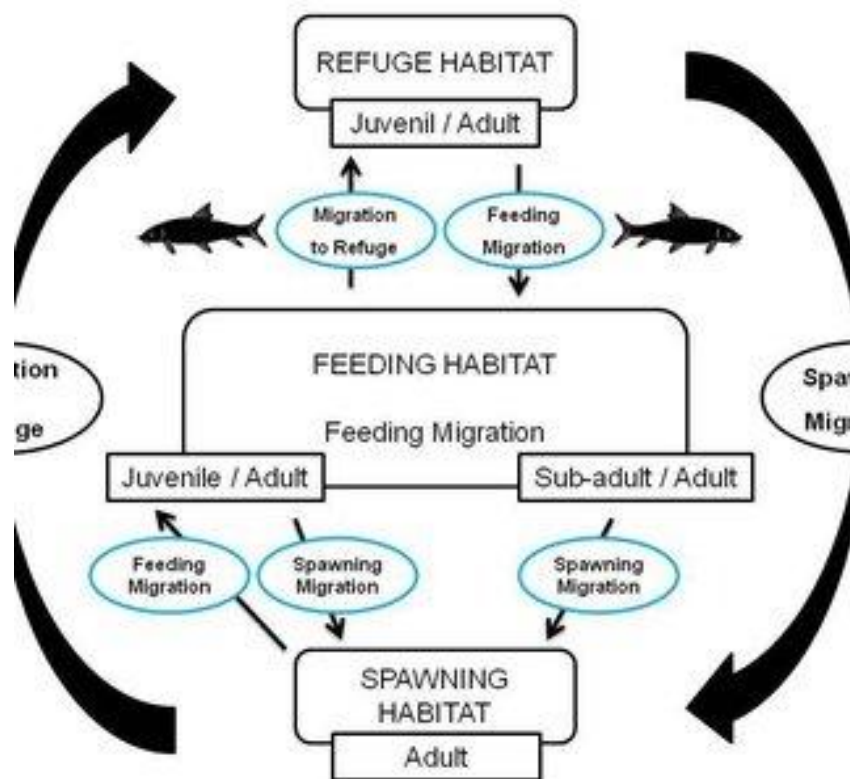 REFUGE HABITAT
Juvenil / Adult
Migration
to Refuge
Feeding
Migration
FEEDING HABITAT
Feeding Migration
Juvenile / Adult
Sub-adult / Adult
Feeding
Migration
Spawning
Migration
Spawning
Migration
SPAWNING
HABITAT
Adult